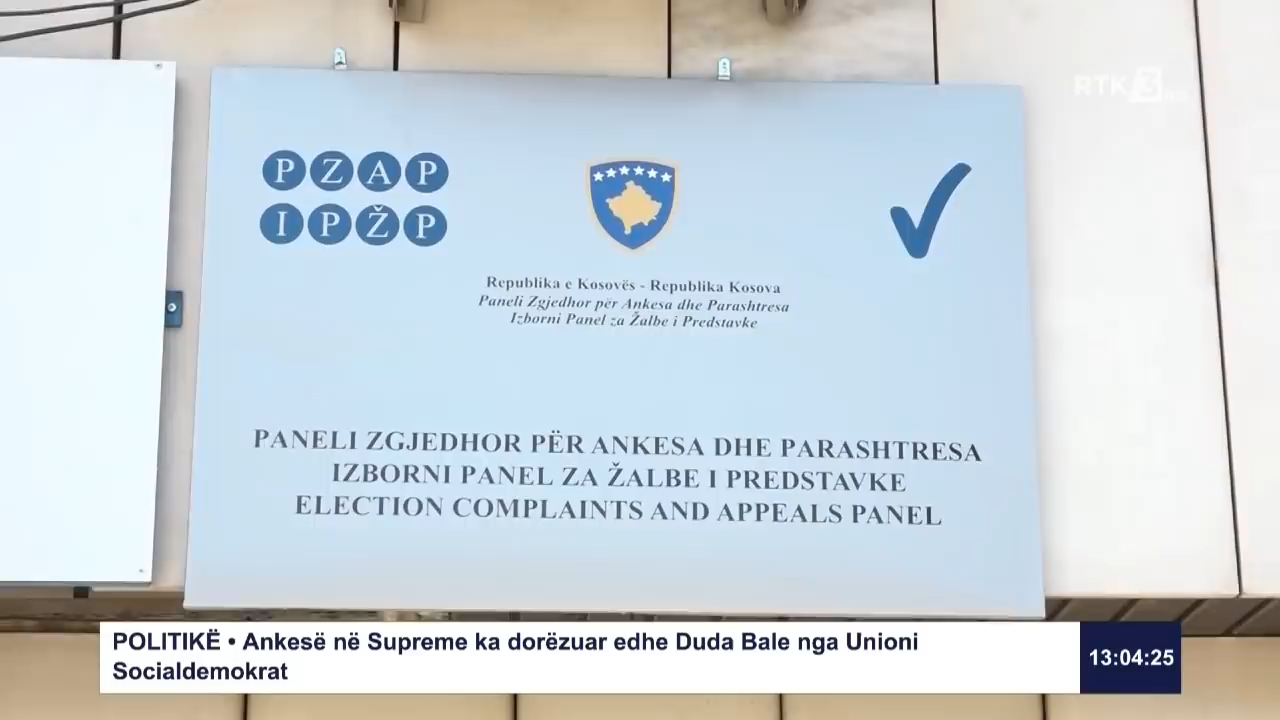 RTK 3
PZAP
IPŽP
Republika e Kosovës - Republika Kosova
Paneli Zgjedhor për Ankesa dhe Parashtresa
Izborni Panel za Žalbe i Predstavke
PANELI ZGJEDHOR PËR ANKESA DHE PARASHTRESA
IZBORNI PANEL ZA ŽALBE I PREDSTAVKE
ELECTION COMPLAINTS AND APPEALS PANEL
POLITIKË • Ankesë në Supreme ka dorëzuar edhe Duda Bale nga Unioni
Socialdemokrat
13:04:25